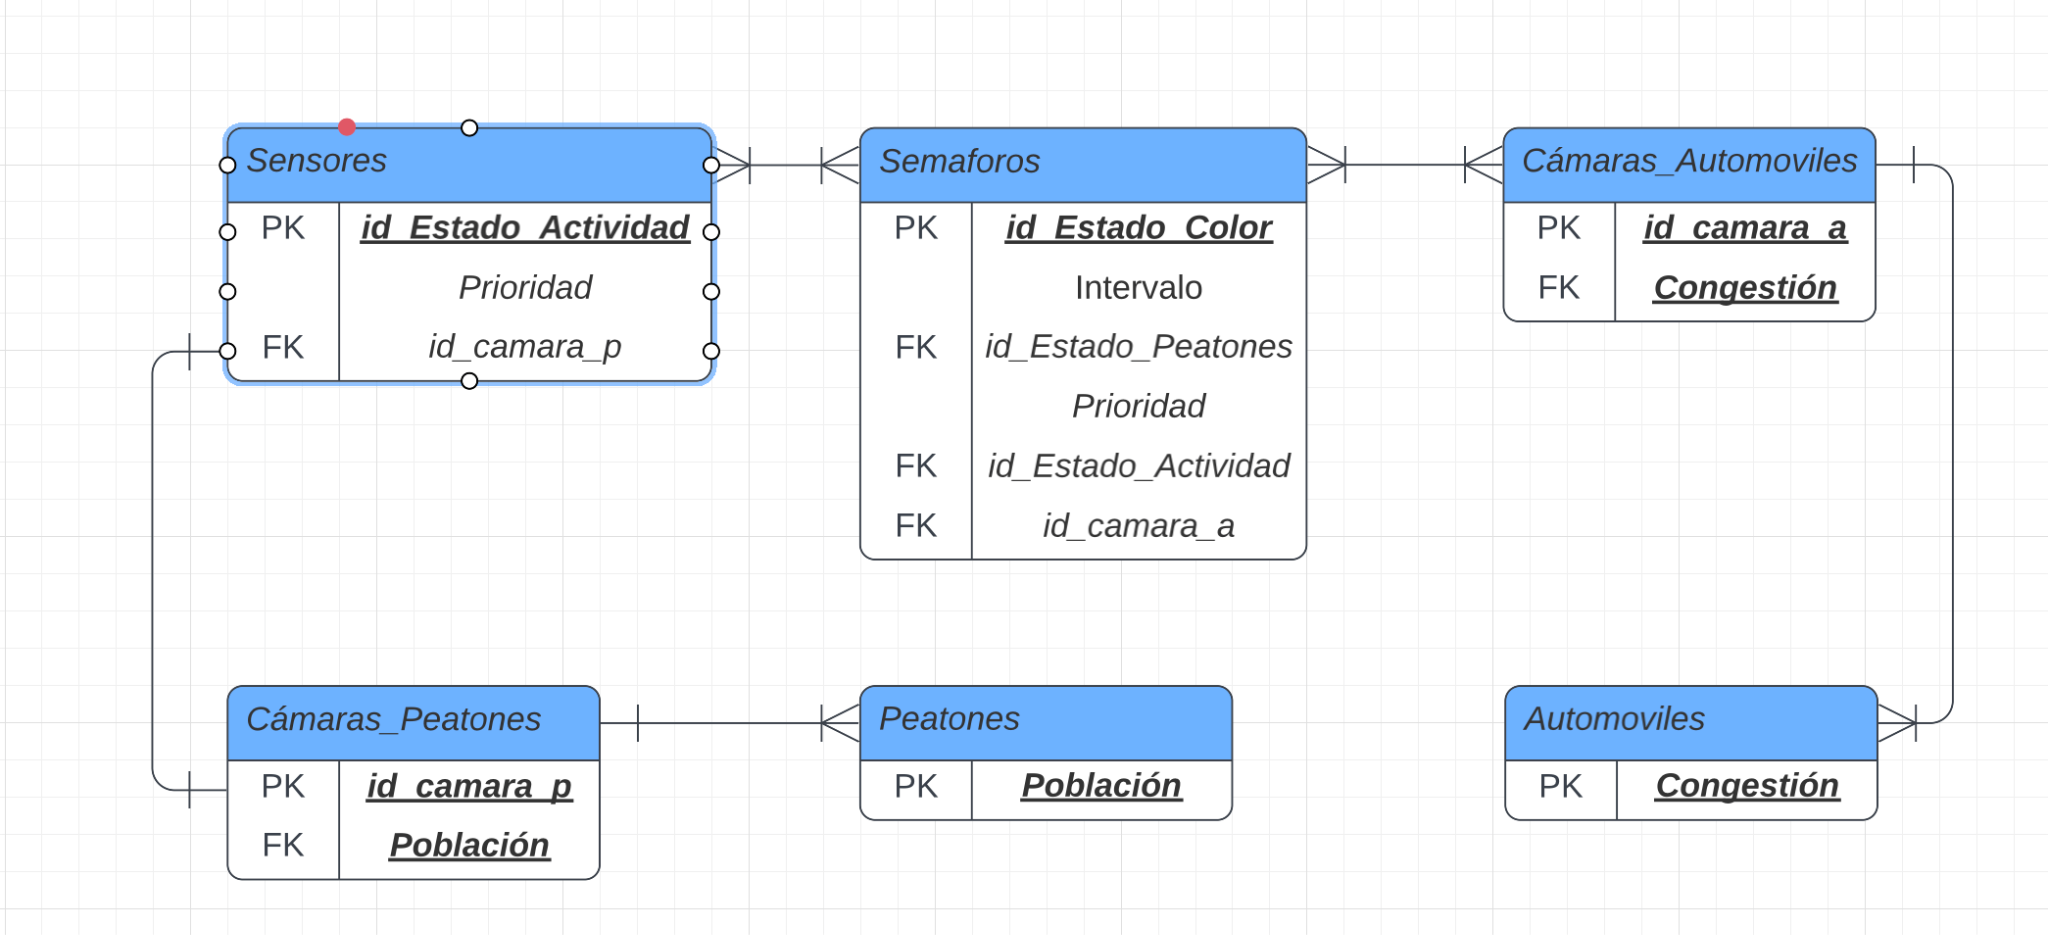 Sensores
PK id_Estado_Actividad
Prioridad
FK id_camara_p
Semaforos
PK id_Estado_Color
Intervalo
FK id_Estado_Peatones
Prioridad
FK id_Estado_Actividad
FK id_camara_a
Cámaras_Automoviles
PK id_camara_a
FK Congestión
Cámaras_Peatones
PK id_camara_p
FK Población
Peatones
PK Población
Automoviles
PK Congestión